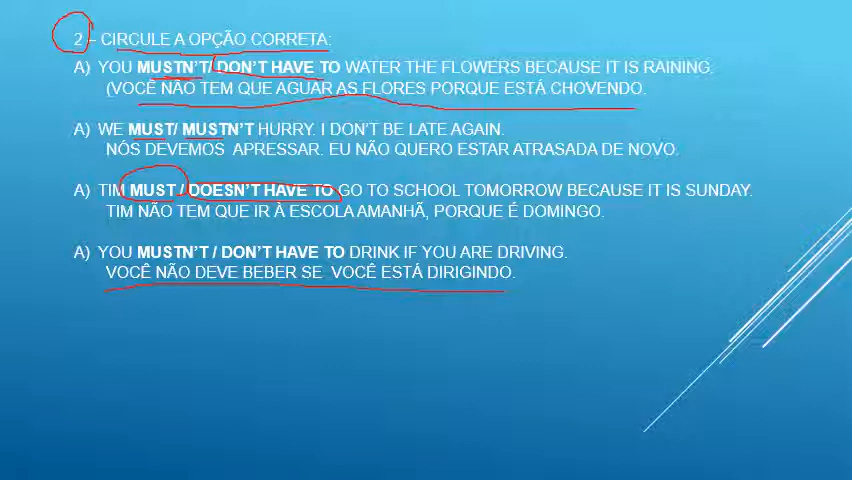 2 – CIRCULE A OPÇÃO CORRETA:
A) YOU MUSTN'T/ DON'T HAVE TO WATER THE FLOWERS BECAUSE IT IS RAINING.
(VOCÊ NÃO TEM QUE AGUAR AS FLORES PORQUE ESTÁ CHOVENDO.
A) WE MUST/ MUSTN'T HURRY. I DON'T BE LATE AGAIN.
NÓS DEVEMOS APRESSAR. EU NÃO QUERO ESTAR ATRASADA DE NOVO.
A) TIM MUST / DOESN'T HAVE TO GO TO SCHOOL TOMORROW BECAUSE IT IS SUNDAY.
TIM NÃO TEM QUE IR À ESCOLA AMANHÃ, PORQUE É DOMINGO.
A) YOU MUSTN'T / DON'T HAVE TO DRINK IF YOU ARE DRIVING.
VOCÊ NÃO DEVE BEBER SE VOCÊ ESTÁ DIRIGINDO.